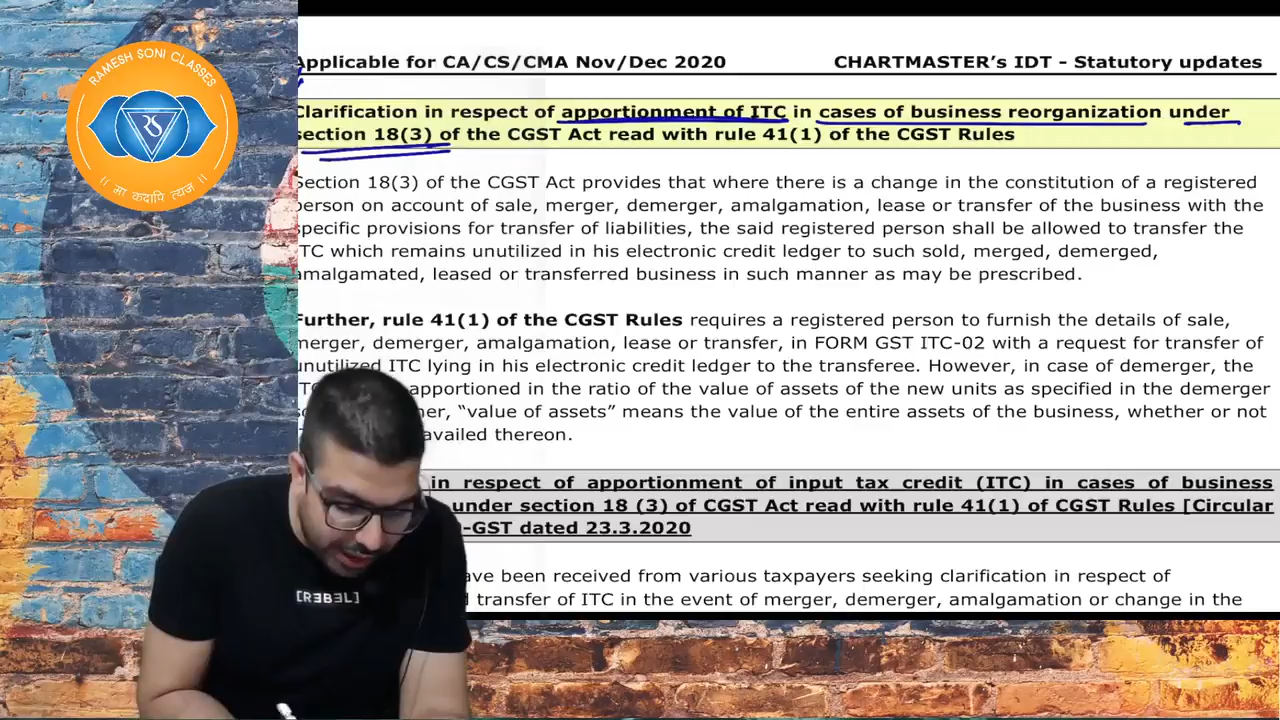 RAMESH SONI CLASSES
।। मा कदापि त्यज ।।
Applicable for CA/CS/CMA Nov/Dec 2020 CHARTMASTER's IDT - Statutory updates
Clarification in respect of apportionment of ITC in cases of business reorganization under
section 18(3) of the CGST Act read with rule 41(1) of the CGST Rules
Section 18(3) of the CGST Act provides that where there is a change in the constitution of a registered
person on account of sale, merger, demerger, amalgamation, lease or transfer of the business with the
specific provisions for transfer of liabilities, the said registered person shall be allowed to transfer the
ITC which remains unutilized in his electronic credit ledger to such sold, merged, demerged,
amalgamated, leased or transferred business in such manner as may be prescribed.
Further, rule 41(1) of the CGST Rules requires a registered person to furnish the details of sale,
merger, demerger, amalgamation, lease or transfer, in FORM GST ITC-02 with a request for transfer of
unutilized ITC lying in his electronic credit ledger to the transferee. However, in case of demerger, the
apportioned in the ratio of the value of assets of the new units as specified in the demerger
“value of assets” means the value of the entire assets of the business, whether or not
availed thereon.
in respect of apportionment of input tax credit (ITC) in cases of business
under section 18 (3) of CGST Act read with rule 41(1) of CGST Rules [Circular
-GST dated 23.3.2020
have been received from various taxpayers seeking clarification in respect of
transfer of ITC in the event of merger, demerger, amalgamation or change in the
[REBEL]